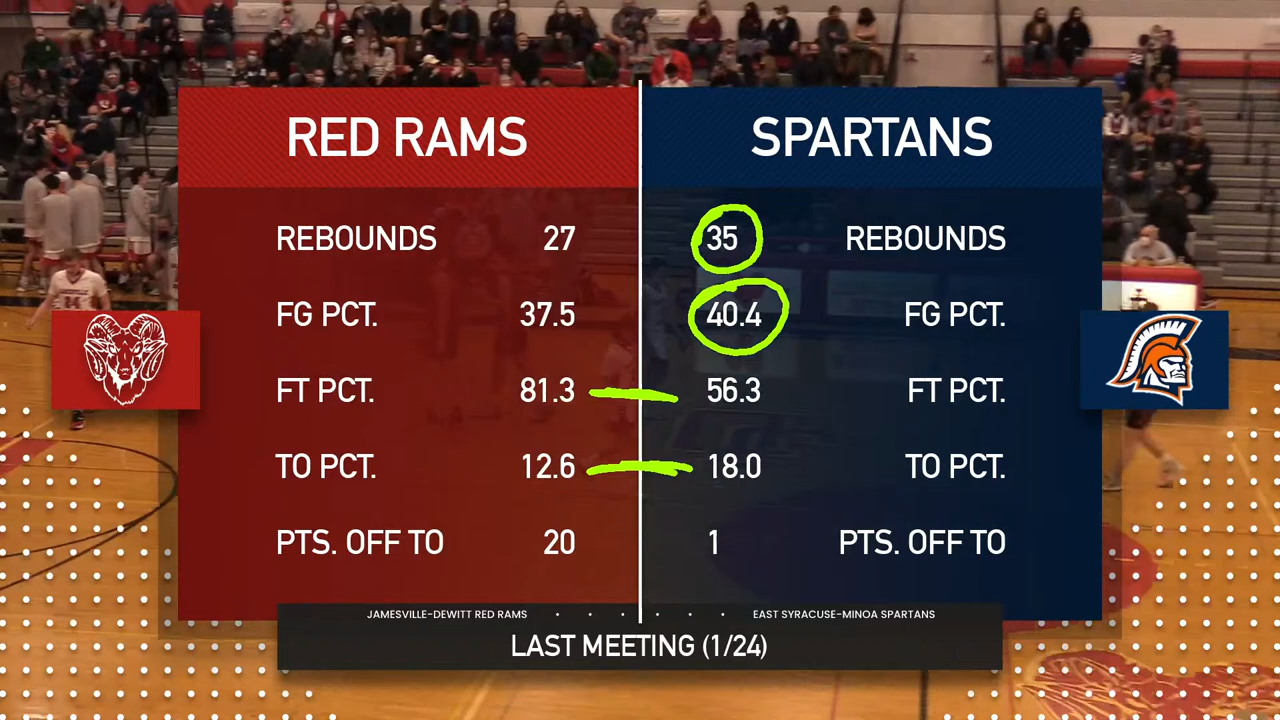 RED RAMS
SPARTANS
REBOUNDS 27 35 REBOUNDS
FG PCT. 37.5 40.4 FG PCT.
FT PCT. 81.3 56.3 FT PCT.
TO PCT. 12.6 18.0 TO PCT.
PTS. OFF TO 20 1 PTS. OFF TO
JAMESVILLE-DEWITT RED RAMS
EAST SYRACUSE-MINOA SPARTANS
LAST MEETING (1/24)